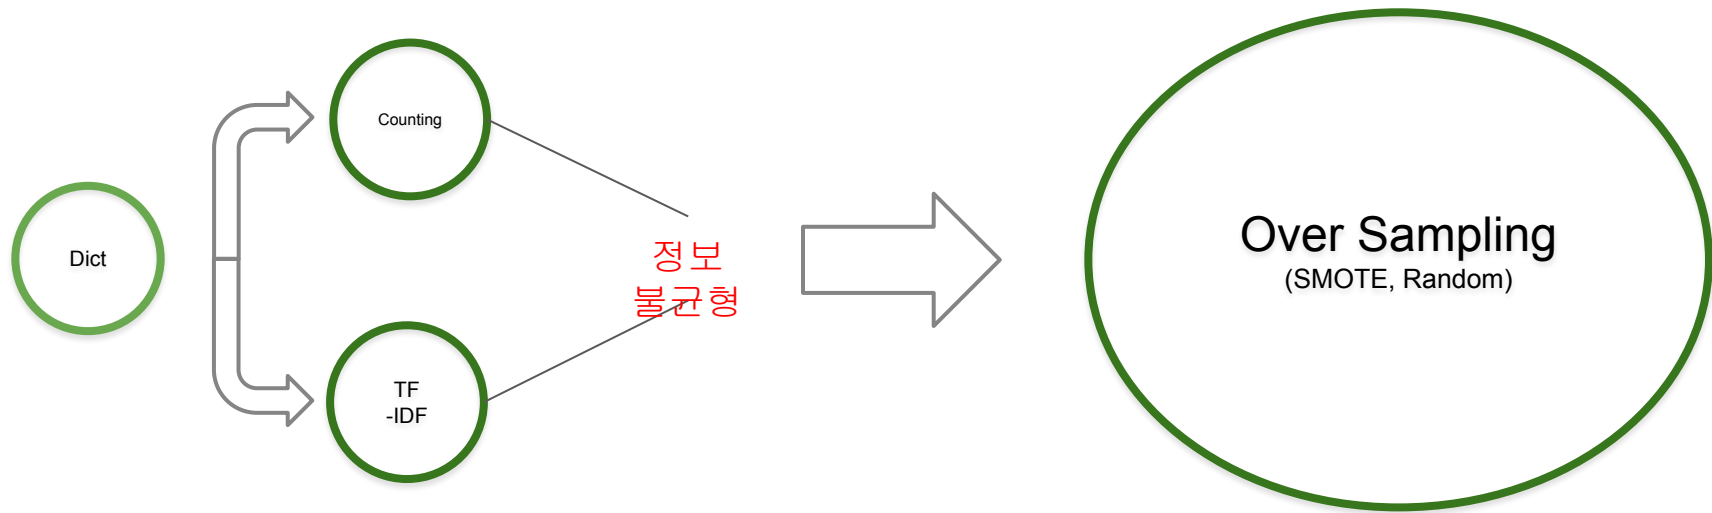 Dict
Counting
TF
-IDF
정보
불균형
Over Sampling
(SMOTE, Random)